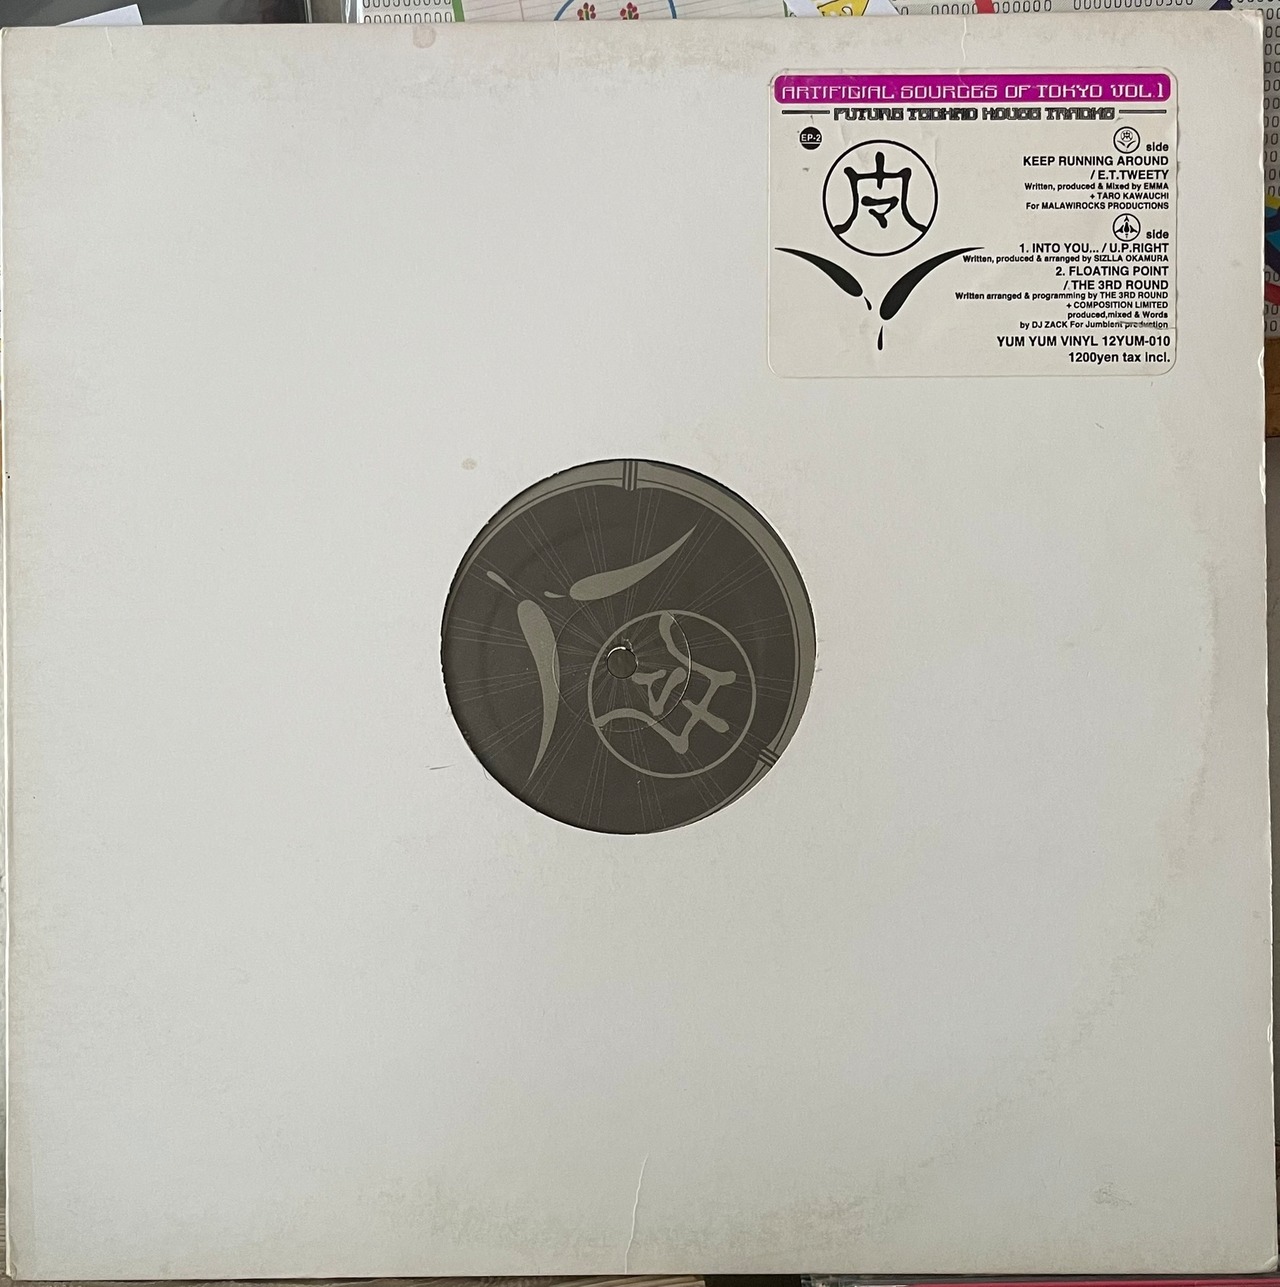 ARTIFICIAL SOURCES OF TOKYO VOL.1
FUTURE TECHNO HOUSE TRACKS
EP-2
side
KEEP RUNNING AROUND
/ E.T.TWEETY
Written, produced & Mixed by EMMA
+ TARO KAWAUCHI
For MALAWIROCKS PRODUCTIONS
side
1. INTO YOU... / U.P.RIGHT
Written, produced & arranged by SIZLLA OKAMURA
2. FLOATING POINT
/ THE 3RD ROUND
Written arranged & programming by THE 3RD ROUND
+ COMPOSITION LIMITED
produced,mixed & Words
by DJ ZACK For Jumbient production
YUM YUM VINYL 12YUM-010
1200yen tax incl.